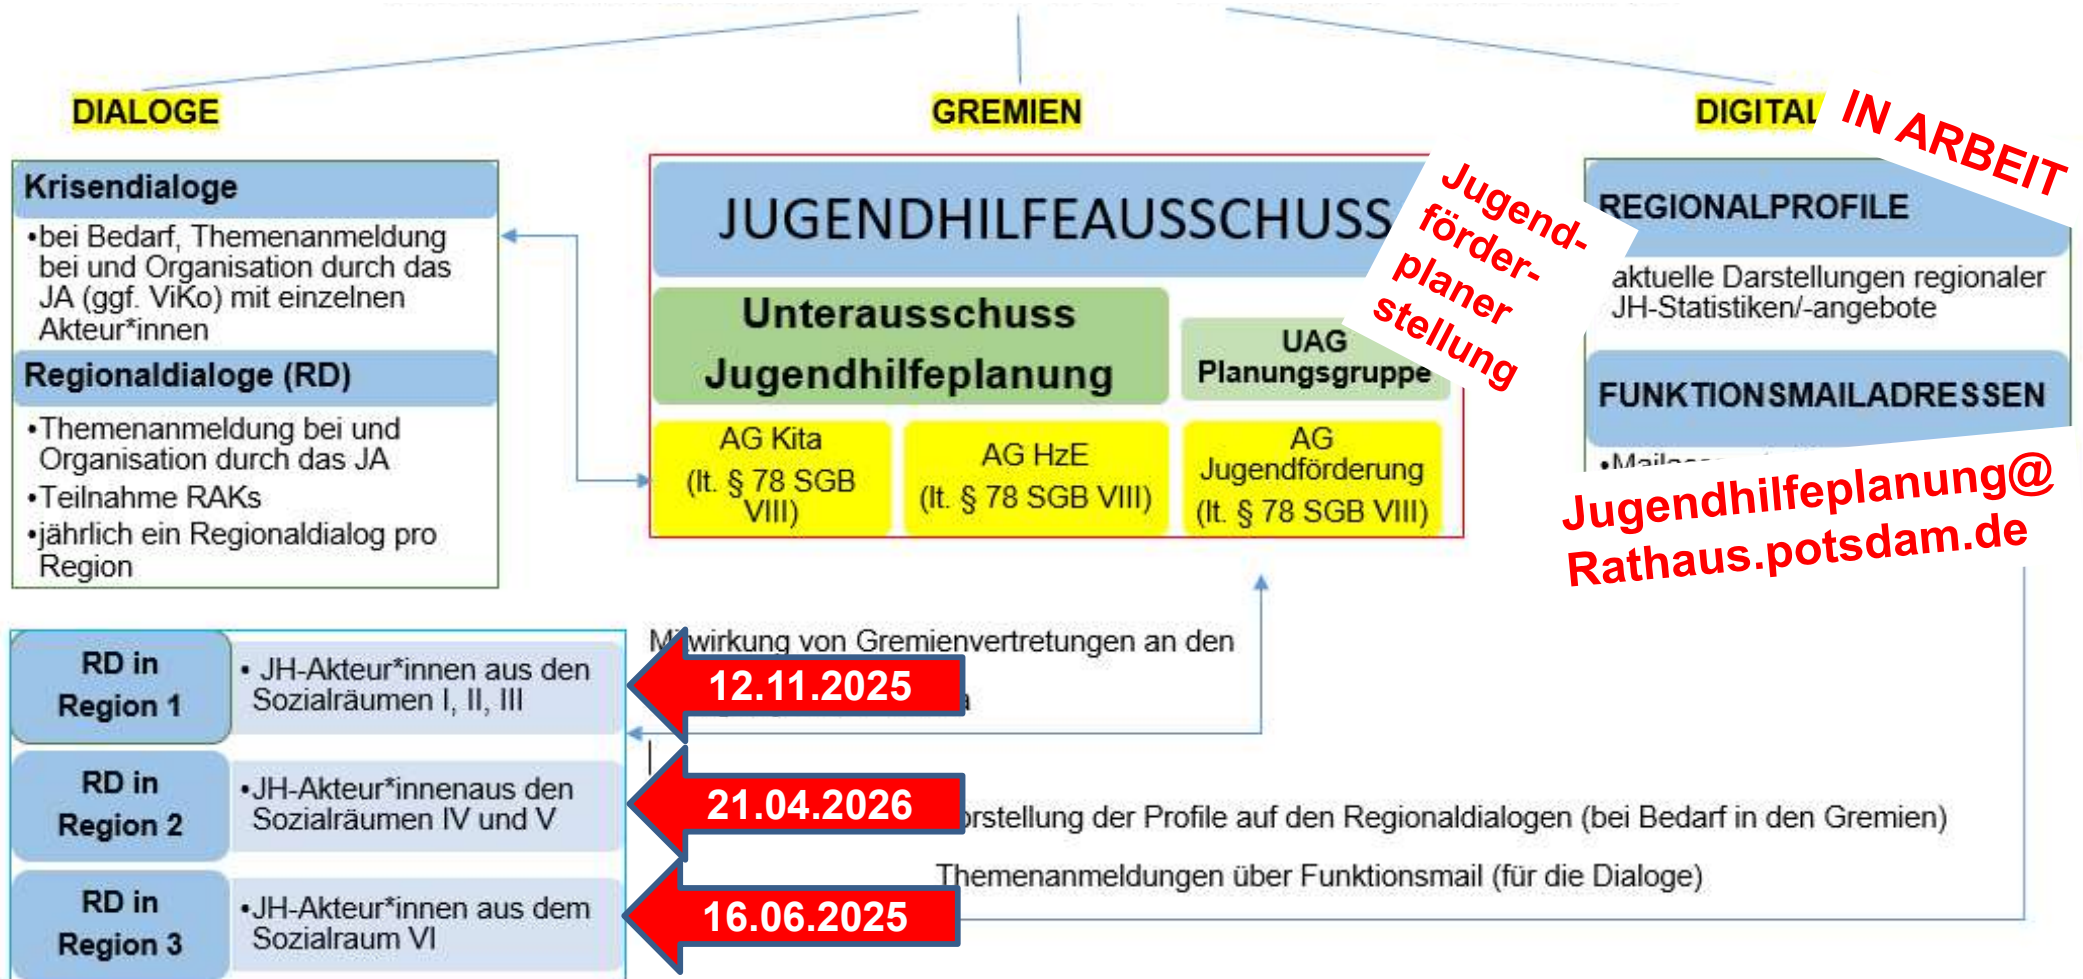 DIALOGE
GREMIEN
DIGITAL
IN ARBEIT
Krisendialoge
•bei Bedarf, Themenanmeldung
bei und Organisation durch das
JA (ggf. ViKo) mit einzelnen
Akteur*innen
Regionaldialoge (RD)
•Themenanmeldung bei und
Organisation durch das JA
•Teilnahme RAKs
•jährlich ein Regionaldialog pro
Region
JUGENDHILFEAUSSCHUSS
Unterausschuss
Jugendhilfeplanung
UAG
Planungsgruppe
Jugend-
förder-
planer
stellung
AG Kita
(lt. § 78 SGB
VIII)
AG HzE
(lt. § 78 SGB VIII)
AG
Jugendförderung
(lt. § 78 SGB VIII)
REGIONALPROFILE
aktuelle Darstellungen regionaler
JH-Statistiken/-angebote
FUNKTIONSMAILADRESSEN
Jugendhilfeplanung@
Rathaus.potsdam.de
RD in
Region 1
• JH-Akteur*innen aus den
Sozialräumen I, II, III
RD in
Region 2
•JH-Akteur*innenaus den
Sozialräumen IV und V
RD in
Region 3
•JH-Akteur*innen aus dem
Sozialraum VI
Mitwirkung von Gremienvertretungen an den
12.11.2025
21.04.2026
16.06.2025
orstellung der Profile auf den Regionaldialogen (bei Bedarf in den Gremien)
Themenanmeldungen über Funktionsmail (für die Dialoge)